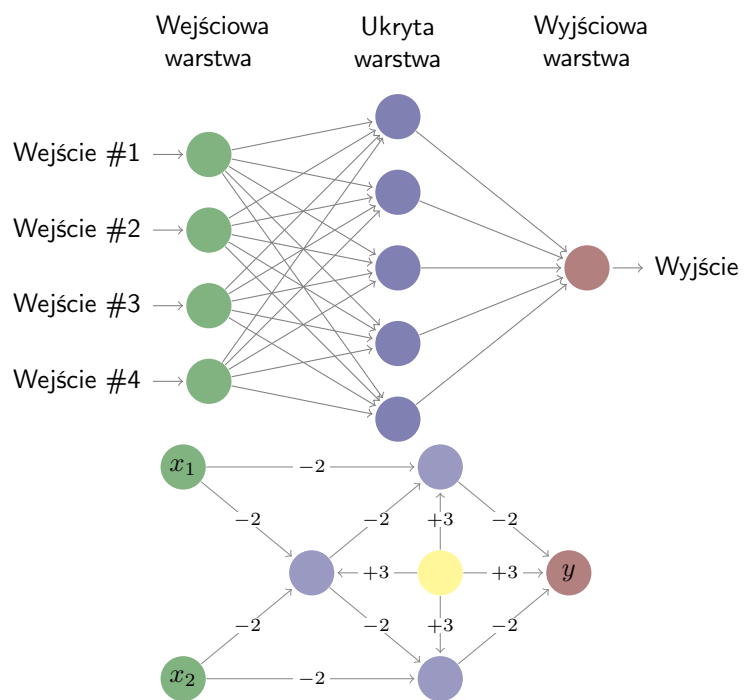 Wejściowa
warstwa
Ukryta
warstwa
Wyjściowa
warstwa
Wejście #1
Wejście #2
Wejście #3
Wejście #4
Wyjście
x₁
−2
−2
−2
+3
−2
+3
+3
y
−2
−2
+3
−2
x₂
−2